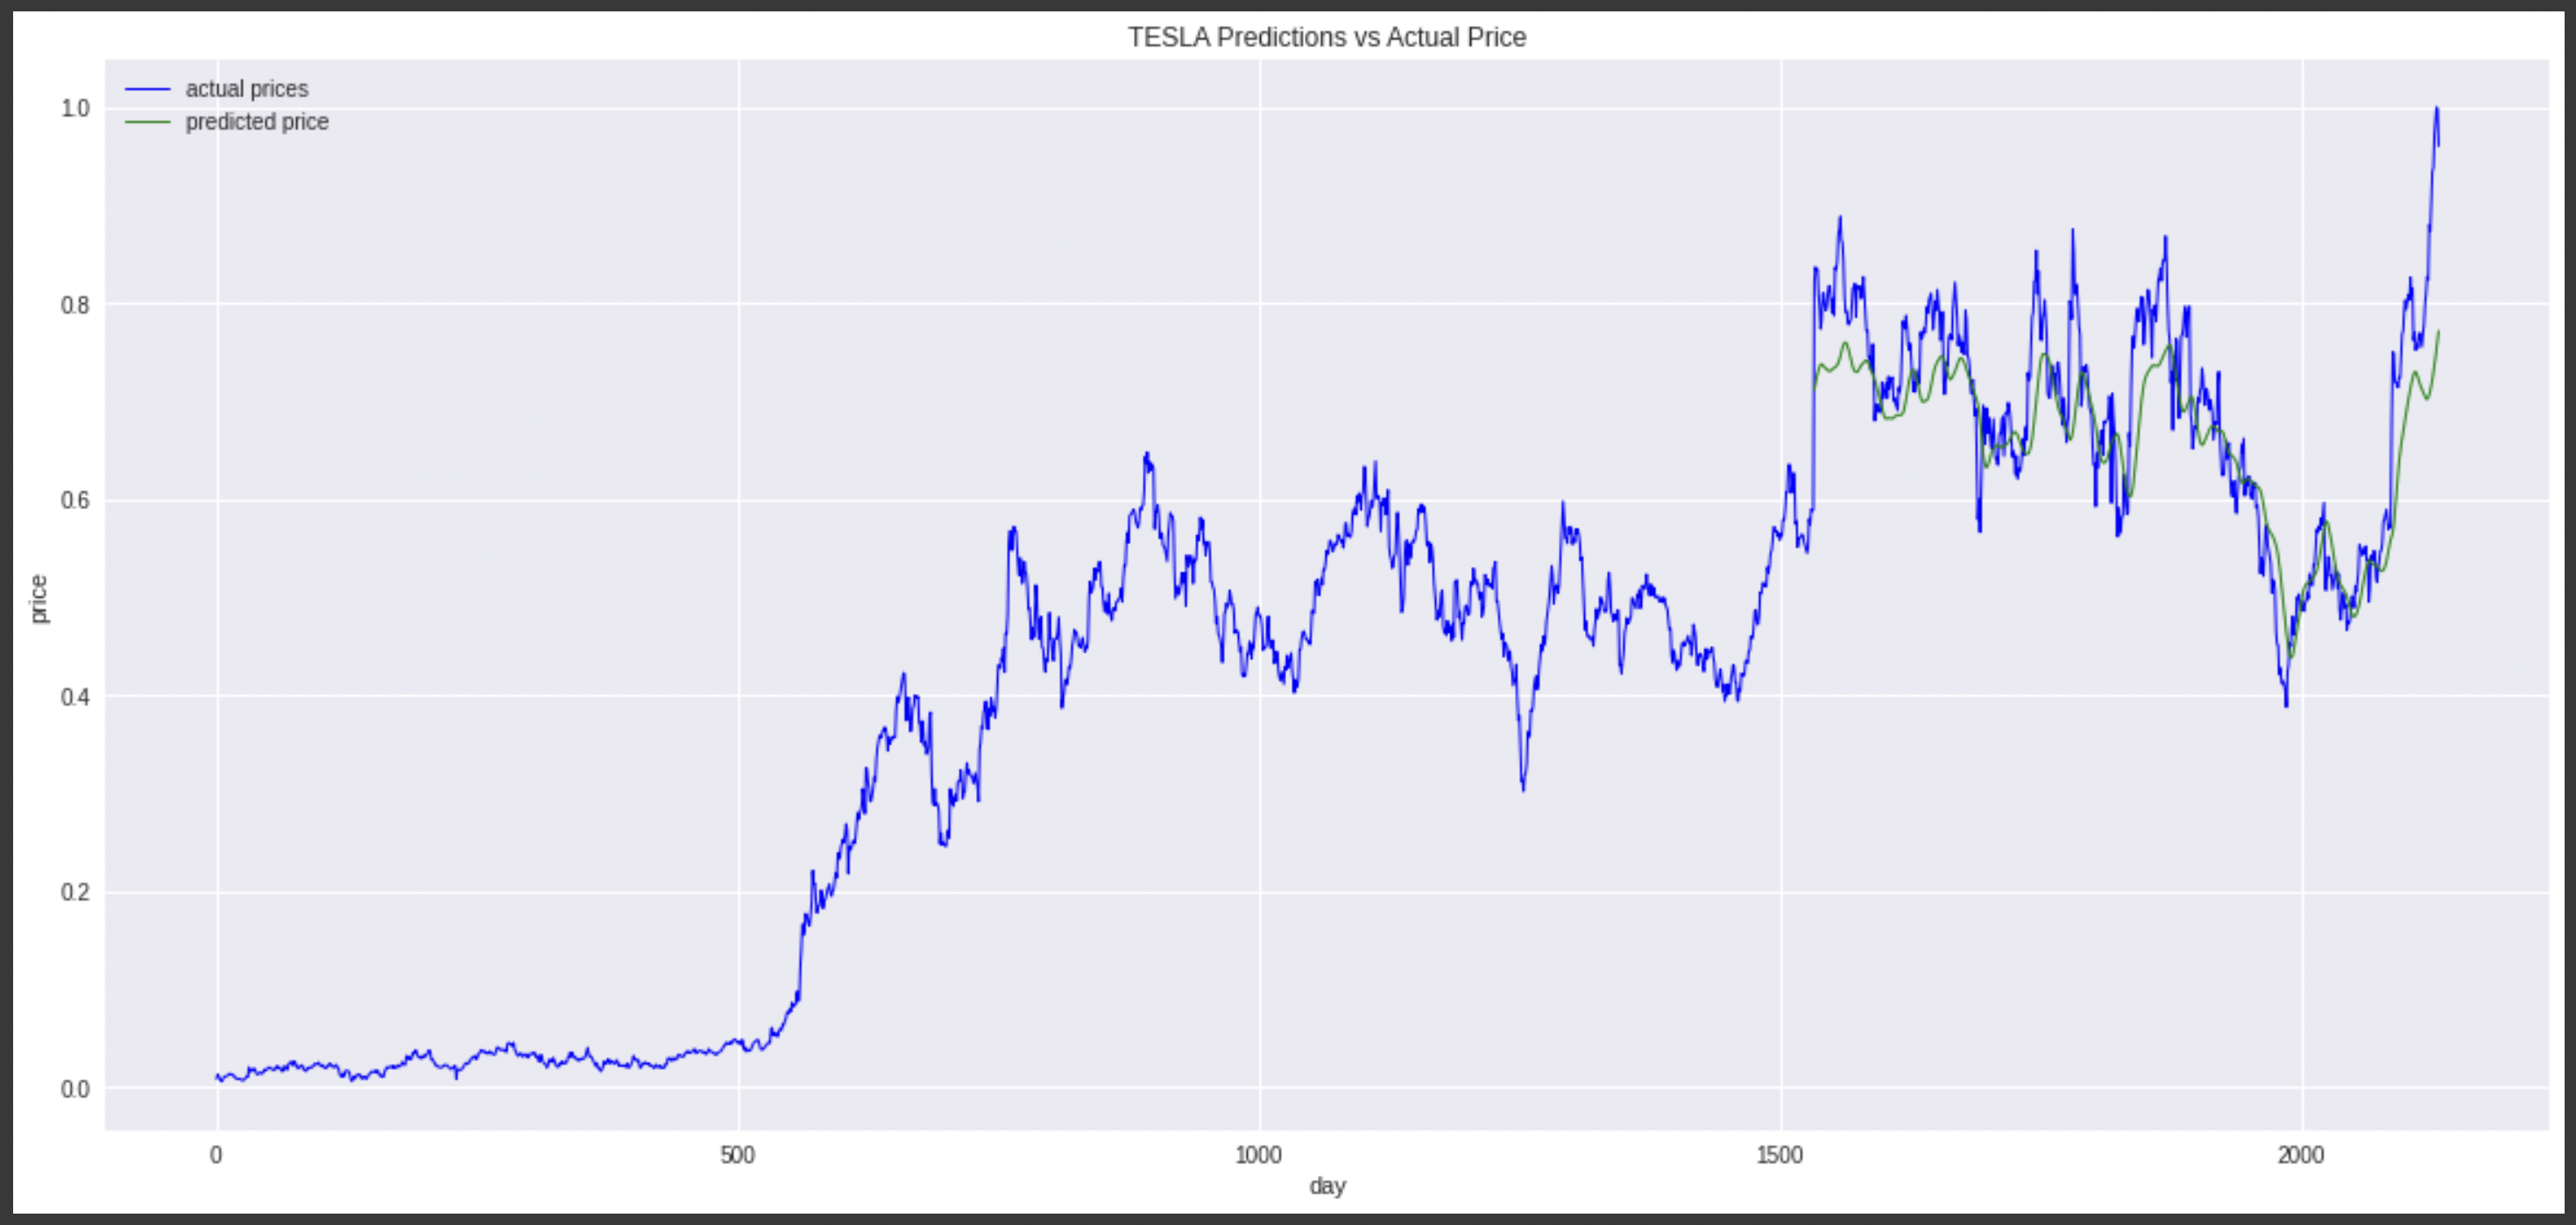 TESLA Predictions vs Actual Price
actual prices
predicted price
1.0
0.8
0.6
0.4
0.2
0.0
price
0 500 1000 1500 2000
day